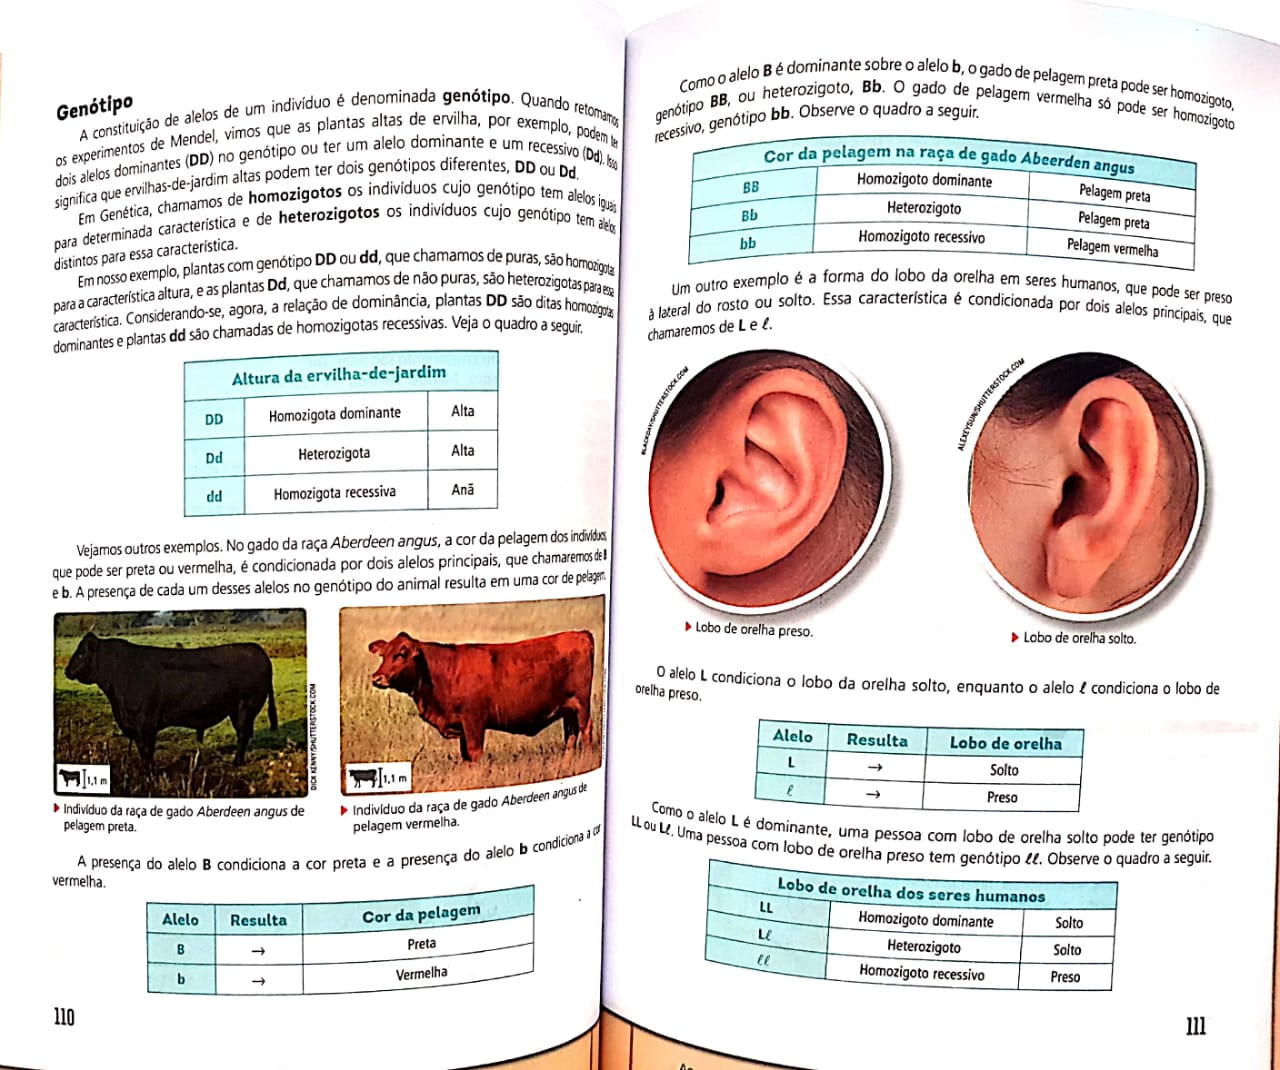 Genótipo
A constituição de alelos de um indivíduo é denominada genótipo. Quando retomamos
os experimentos de Mendel, vimos que as plantas altas de ervilha, por exemplo, podem ter
dois alelos dominantes (DD) no genótipo ou ter um alelo dominante e um recessivo (Dd). Isso
significa que ervilhas-de-jardim altas podem ter dois genótipos diferentes, DD ou Dd.
Em Genética, chamamos de homozigotos os indivíduos cujo genótipo tem alelos iguais
para determinada característica e de heterozigotos os indivíduos cujo genótipo tem alelos
distintos para essa característica.
Em nosso exemplo, plantas com genótipo DD ou dd, que chamamos de puras, são homozigotas
para a característica altura, e as plantas Dd, que chamamos de não puras, são heterozigotas para essa
característica. Considerando-se, agora, a relação de dominância, plantas DD são ditas homozigotas
dominantes e plantas dd são chamadas de homozigotas recessivas. Veja o quadro a seguir.
Altura da ervilha-de-jardim
DD Homozigota dominante Alta
Dd Heterozigota Alta
dd Homozigota recessiva Anã
Vejamos outros exemplos. No gado da raça Aberdeen angus, a cor da pelagem dos indivíduos,
que pode ser preta ou vermelha, é condicionada por dois alelos principais, que chamaremos de B
e b. A presença de cada um desses alelos no genótipo do animal resulta em uma cor de pelagem.
1,1 m
DICK KENNY/SHUTTERSTOCK.COM
1,1 m
Indivíduo da raça de gado Aberdeen angus de
pelagem preta.
Indivíduo da raça de gado Aberdeen angus de
pelagem vermelha.
A presença do alelo B condiciona a cor preta e a presença do alelo b condiciona a cor
vermelha.
Alelo Resulta Cor da pelagem
B → Preta
b → Vermelha
110
Como o alelo B é dominante sobre o alelo b, o gado de pelagem preta pode ser homozigoto,
genótipo BB, ou heterozigoto, Bb. O gado de pelagem vermelha só pode ser homozigoto
recessivo, genótipo bb. Observe o quadro a seguir.
Cor da pelagem na raça de gado Abeerden angus
BB Homozigoto dominante Pelagem preta
Bb Heterozigoto Pelagem preta
bb Homozigoto recessivo Pelagem vermelha
Um outro exemplo é a forma do lobo da orelha em seres humanos, que pode ser preso
à lateral do rosto ou solto. Essa característica é condicionada por dois alelos principais, que
chamaremos de L e ℓ.
BLACKDAY/SHUTTERSTOCK.COM
ALEXEYSUN/SHUTTERSTOCK.COM
Lobo de orelha preso.
Lobo de orelha solto.
O alelo L condiciona o lobo da orelha solto, enquanto o alelo ℓ condiciona o lobo de
orelha preso.
Alelo Resulta Lobo de orelha
L → Solto
ℓ → Preso
Como o alelo L é dominante, uma pessoa com lobo de orelha solto pode ter genótipo
LL ou Lℓ. Uma pessoa com lobo de orelha preso tem genótipo ℓℓ. Observe o quadro a seguir.
Lobo de orelha dos seres humanos
LL Homozigoto dominante Solto
Lℓ Heterozigoto Solto
ℓℓ Homozigoto recessivo Preso
111